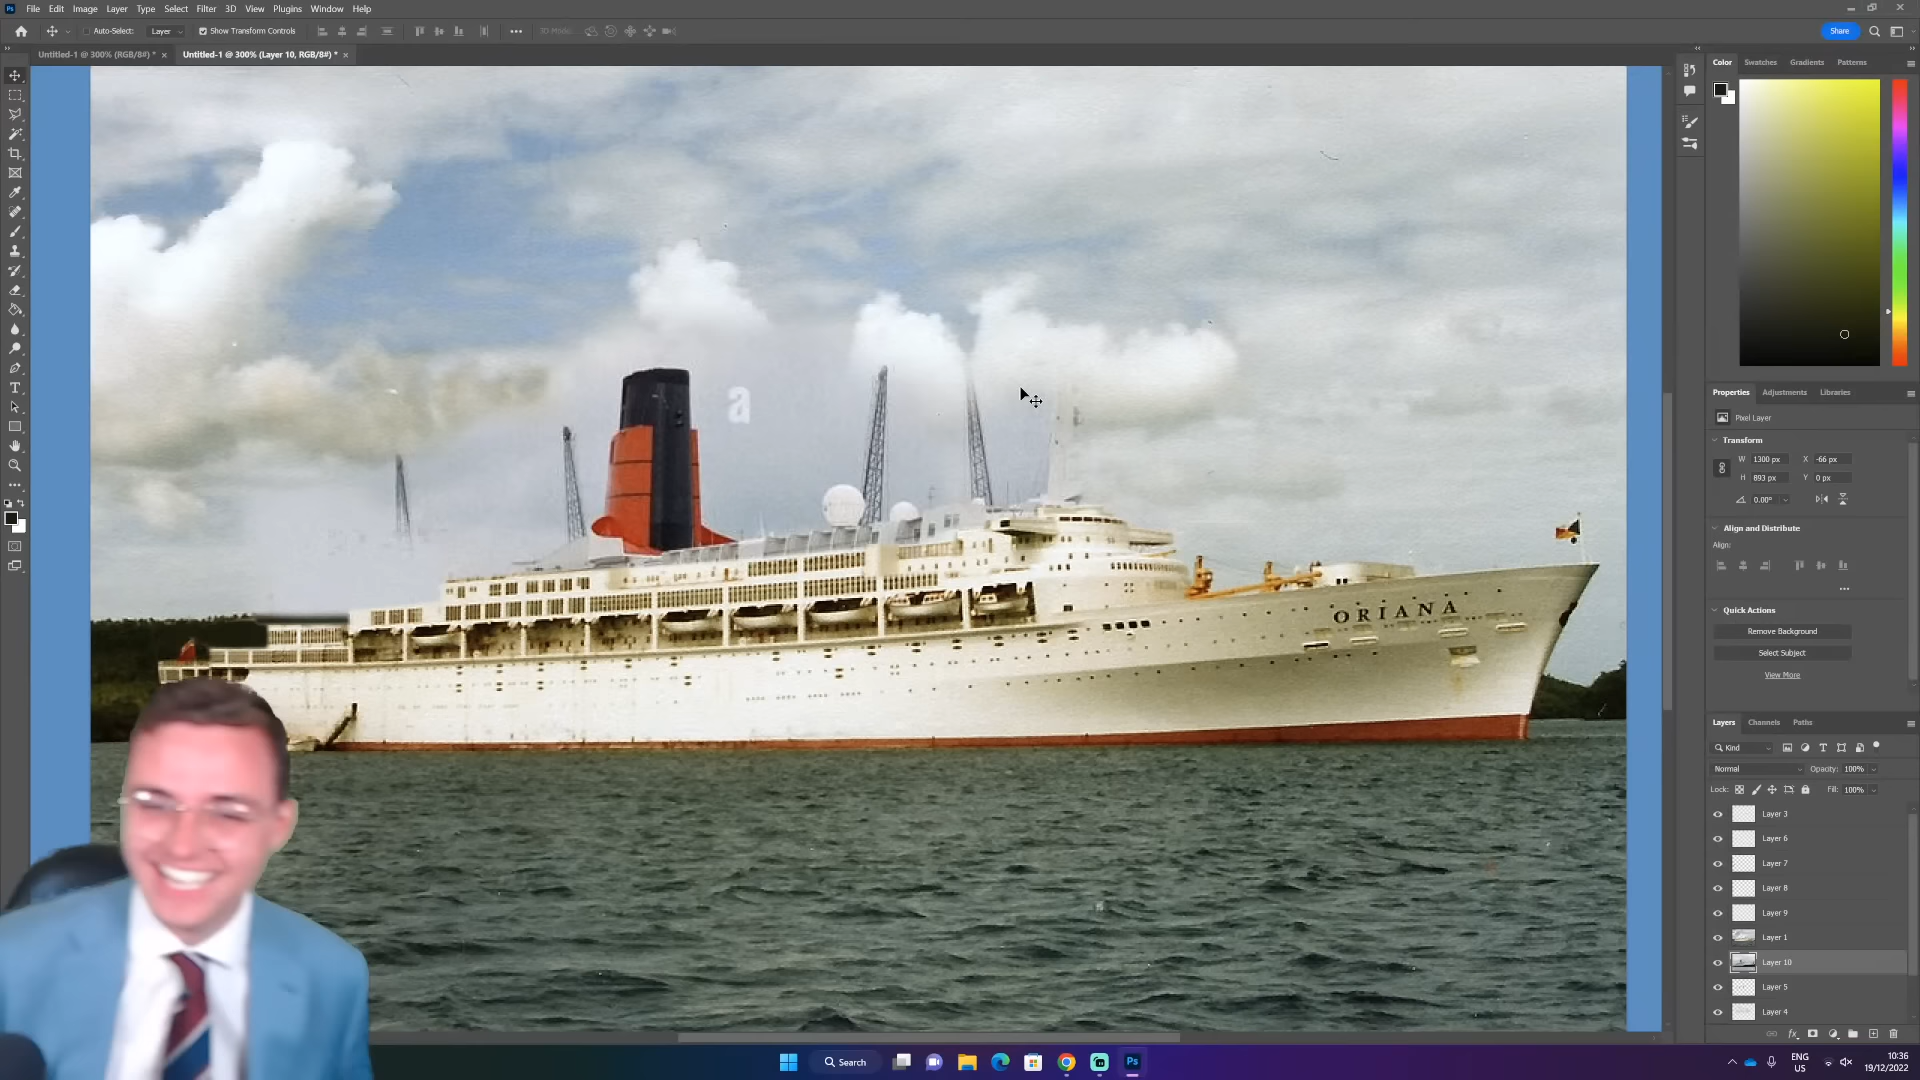 Ps File Edit Image Layer Type Select Filter 3D View Plugins Window Help
Auto-Select: Layer Show Transform Controls 3D Mode: Share
Untitled-1 @ 300% (RGB/8#) * × Untitled-1 @ 300% (Layer 10, RGB/8#) * ×
Color Swatches Gradients Patterns
a
ORIANA
Properties Adjustments Libraries
Pixel Layer
Transform
W 1300 px X -66 px
H 893 px Y 0 px
0.00°
Align and Distribute
Align:
Quick Actions
Remove Background
Select Subject
View More
Layers Channels Paths
Kind
Normal Opacity: 100%
Lock: Fill: 100%
Layer 3
Layer 6
Layer 7
Layer 8
Layer 9
Layer 1
Layer 10
Layer 5
Layer 4
fx
Search Ps ENG US 10:36 19/12/2022